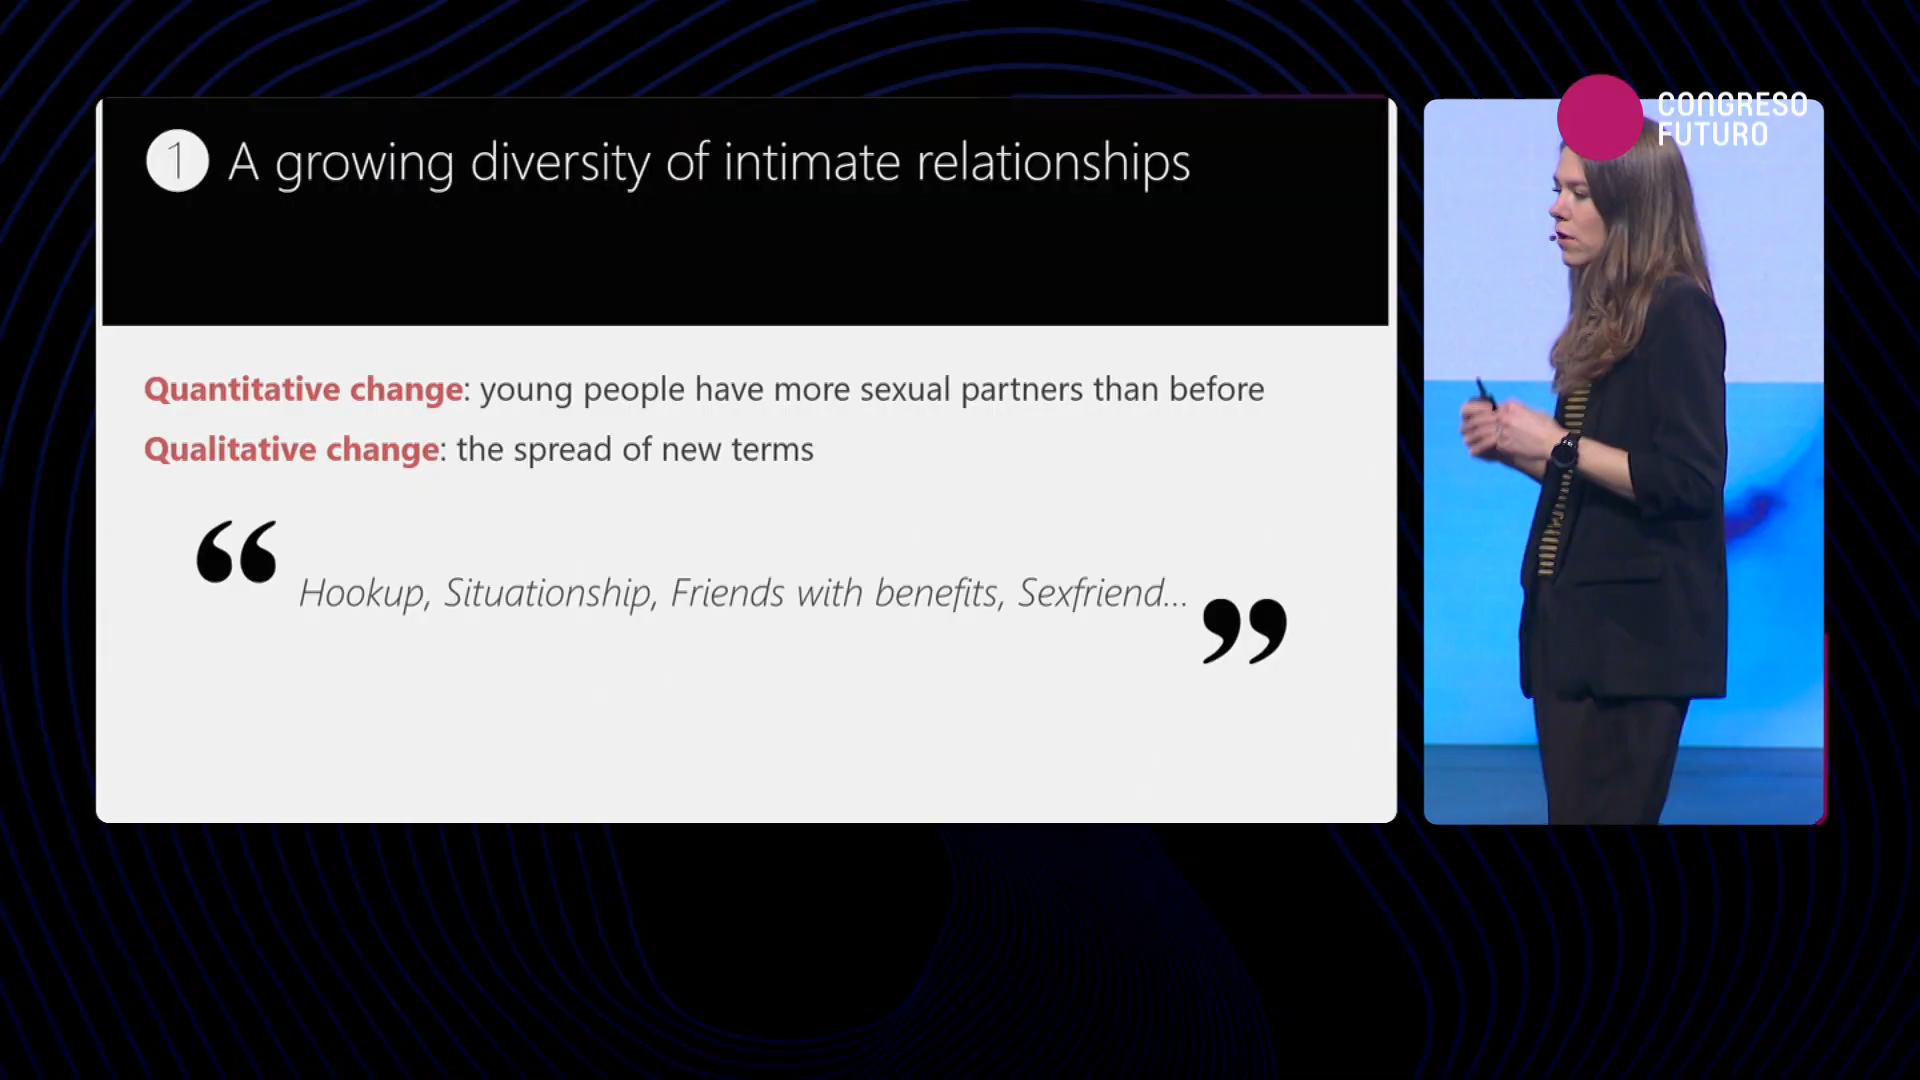 1 A growing diversity of intimate relationships
Quantitative change: young people have more sexual partners than before
Qualitative change: the spread of new terms
“ Hookup, Situationship, Friends with benefits, Sexfriend... ”
CONGRESO
FUTURO